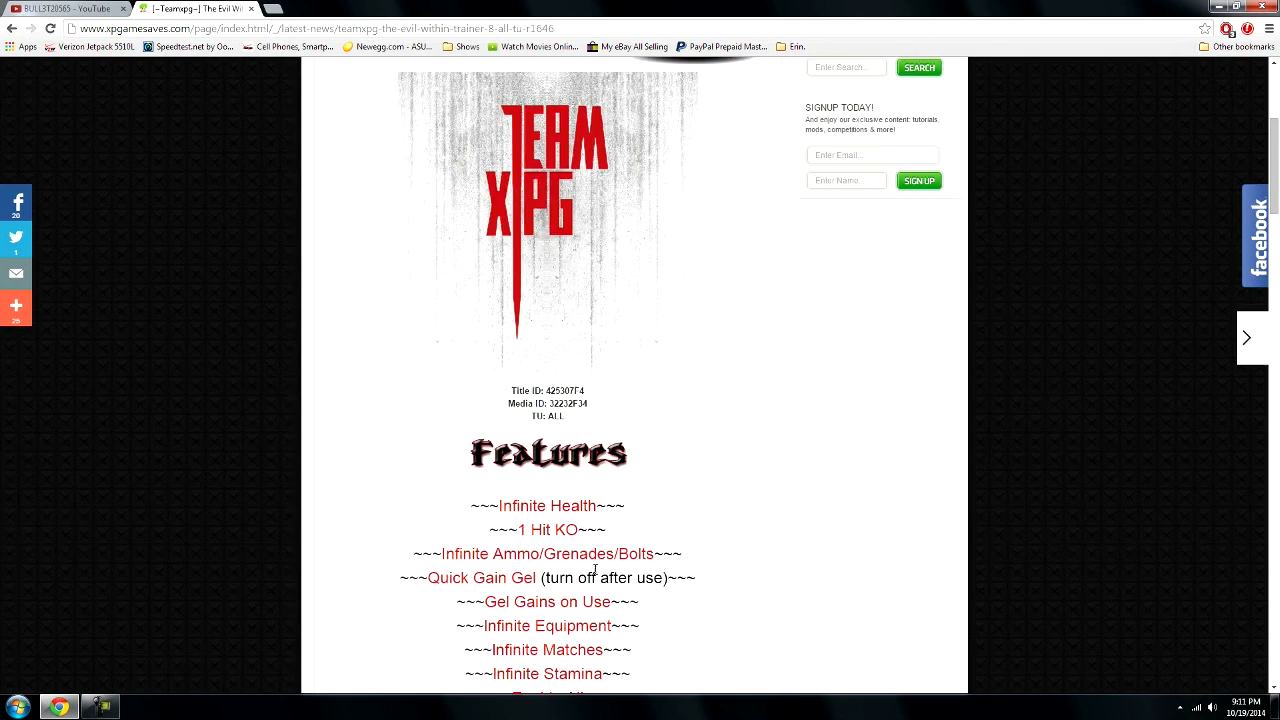 BULL3T20565 - YouTube
[~Teamxpg~] The Evil Wi
www.xpgamesaves.com/page/index.html/_/latest-news/teamxpg-the-evil-within-trainer-8-all-tu-r1646
Apps
Verizon Jetpack 5510L
Speedtest.net by Oo...
Cell Phones, Smartp...
Newegg.com - ASU...
Shows
Watch Movies Onlin...
My eBay All Selling
PayPal Prepaid Mast...
Erin.
Other bookmarks
Enter Search...
SEARCH
SIGNUP TODAY!
And enjoy our exclusive content: tutorials,
mods, competitions & more!
Enter Email...
Enter Name...
SIGN UP
TEAM
XPG
20
1
25
facebook
Title ID: 425307F4
Media ID: 32232F34
TU: ALL
Features
~~~Infinite Health~~~
~~~1 Hit KO~~~
~~~Infinite Ammo/Grenades/Bolts~~~
~~~Quick Gain Gel (turn off after use)~~~
~~~Gel Gains on Use~~~
~~~Infinite Equipment~~~
~~~Infinite Matches~~~
~~~Infinite Stamina~~~
9:11 PM
10/19/2014